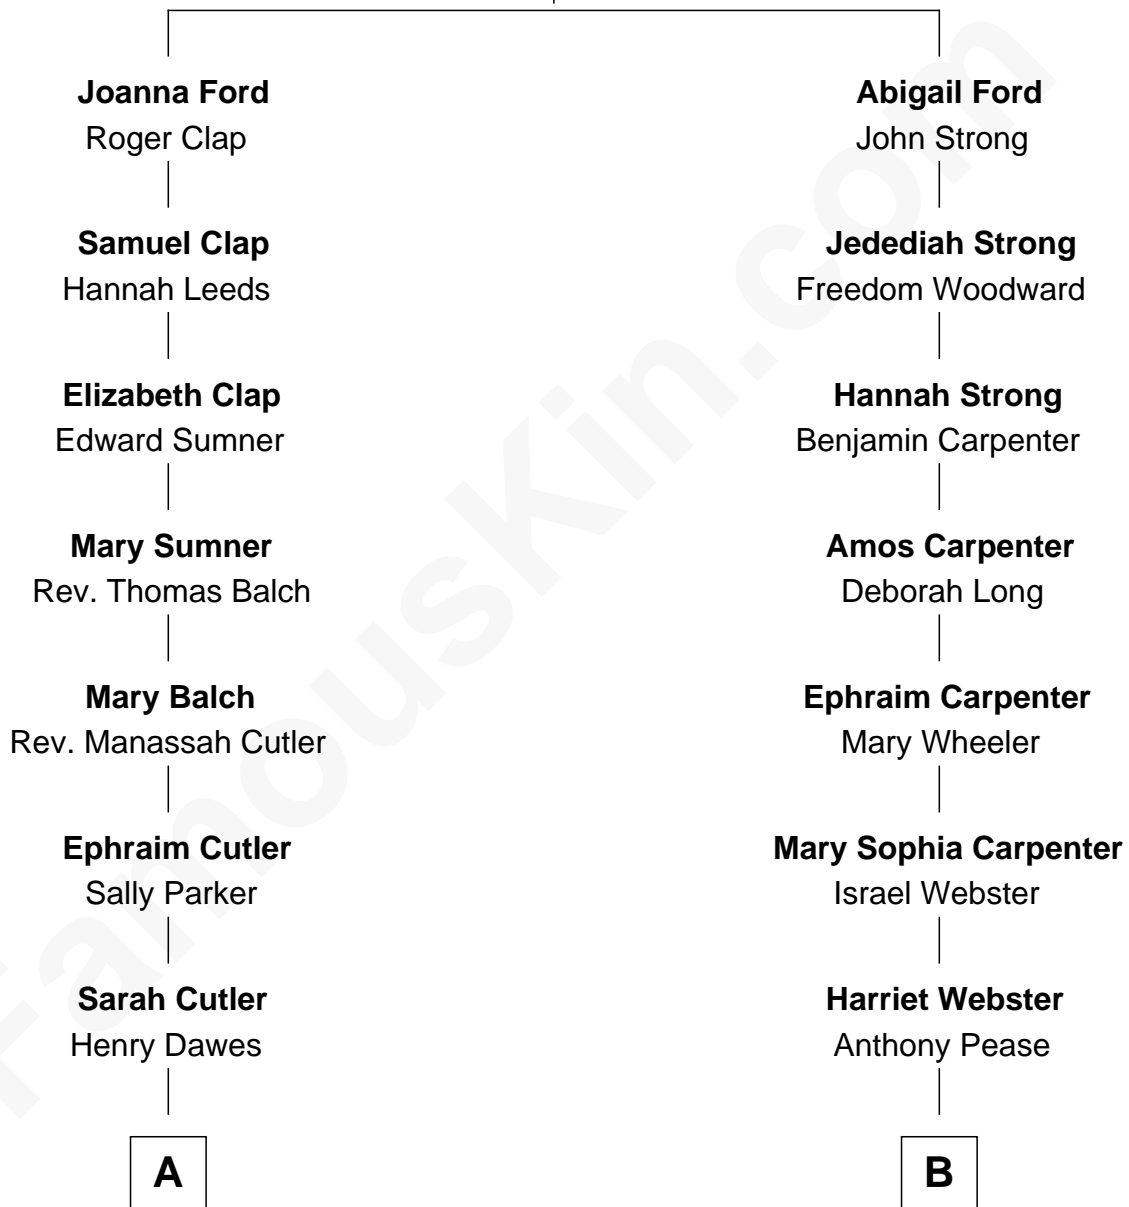 Joanna Ford
Roger Clap
Samuel Clap
Hannah Leeds
Elizabeth Clap
Edward Sumner
Mary Sumner
Rev. Thomas Balch
Mary Balch
Rev. Manassah Cutler
Ephraim Cutler
Sally Parker
Sarah Cutler
Henry Dawes
A
Abigail Ford
John Strong
Jedediah Strong
Freedom Woodward
Hannah Strong
Benjamin Carpenter
Amos Carpenter
Deborah Long
Ephraim Carpenter
Mary Wheeler
Mary Sophia Carpenter
Israel Webster
Harriet Webster
Anthony Pease
B
FamousKin.com